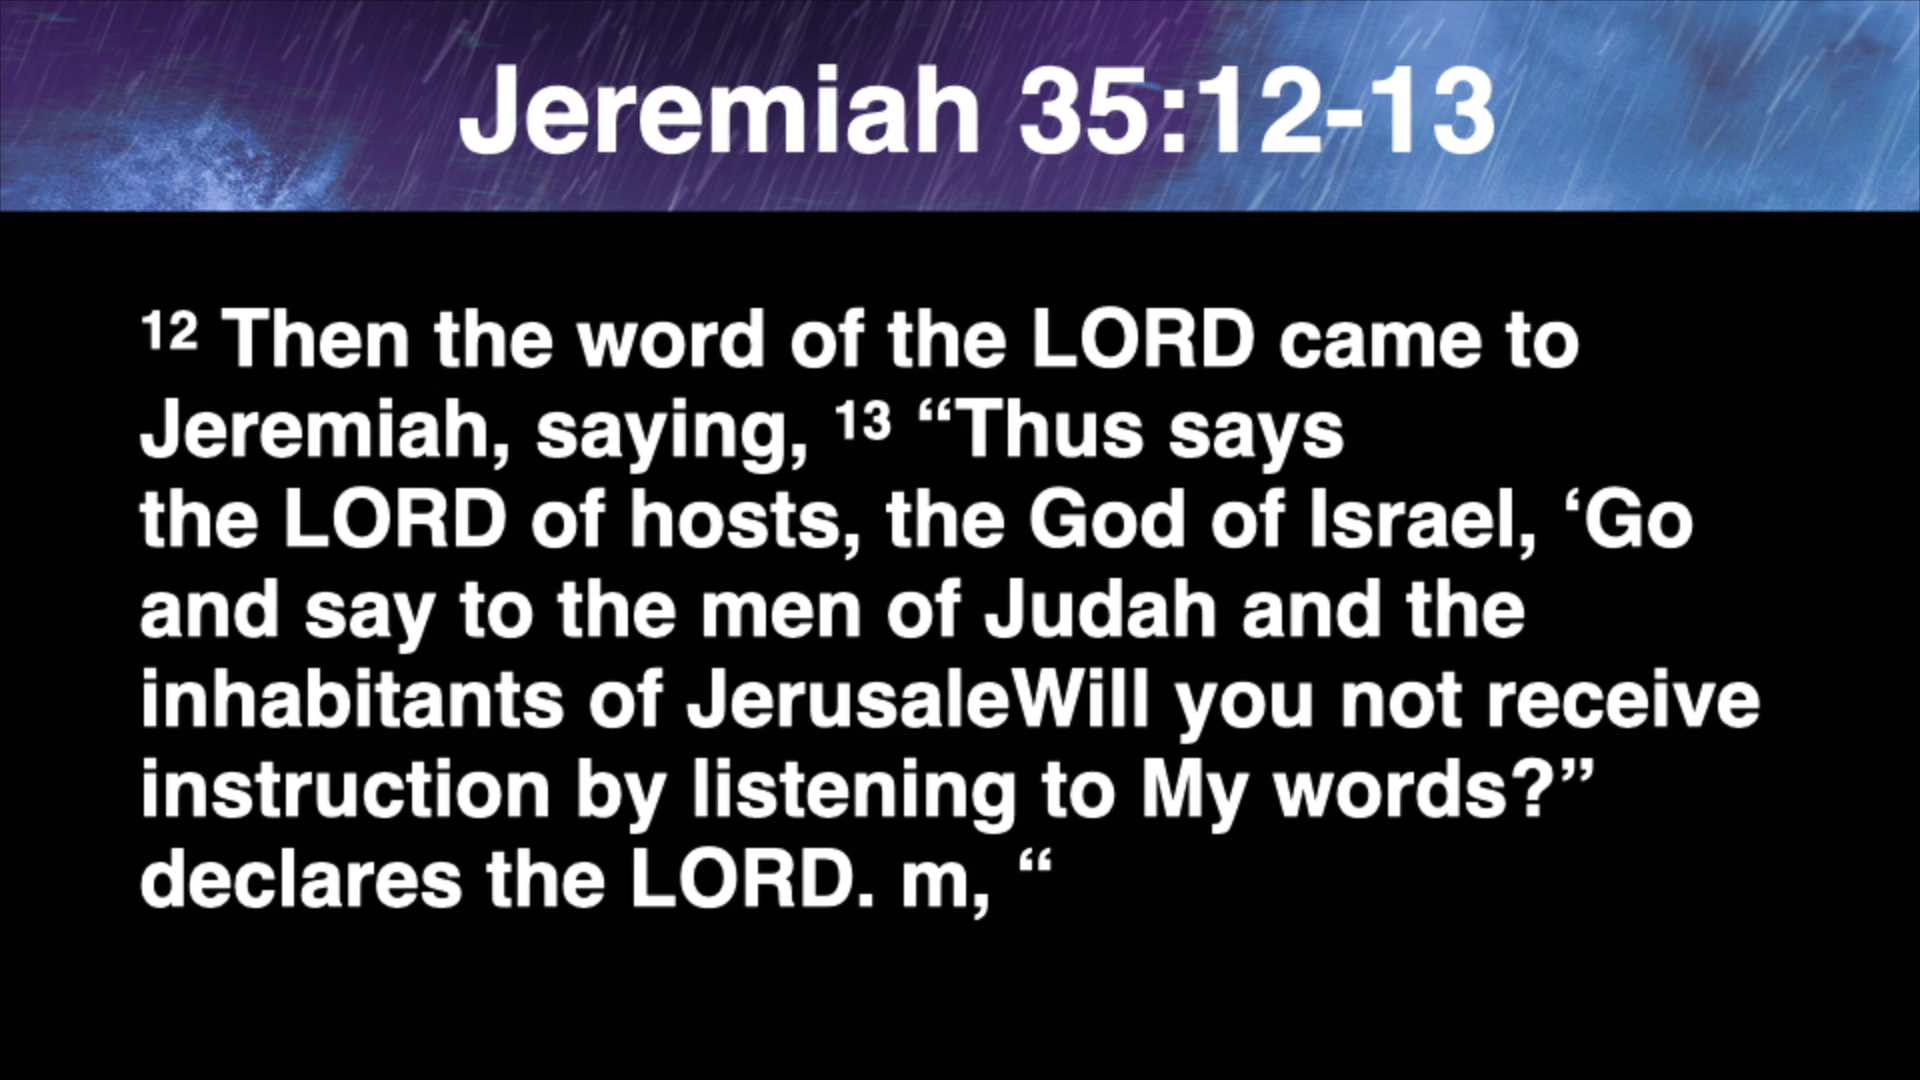 Jeremiah 35:12-13
12 Then the word of the LORD came to
Jeremiah, saying, 13 “Thus says
the LORD of hosts, the God of Israel, ‘Go
and say to the men of Judah and the
inhabitants of JerusaleWill you not receive
instruction by listening to My words?”
declares the LORD. m, “